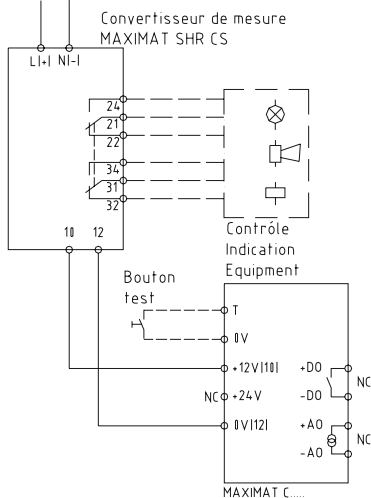 Convertisseur de mesure
MAXIMAT SHR CS
L|+| N|-|
24
21
22
34
31
32
10 12
Contrôle
Indication
Equipment
Bouton
test
T
0V
+12V|10| +DO
NC
NC +24V -DO
0V|12| +AO
NC
-AO
MAXIMAT C.....